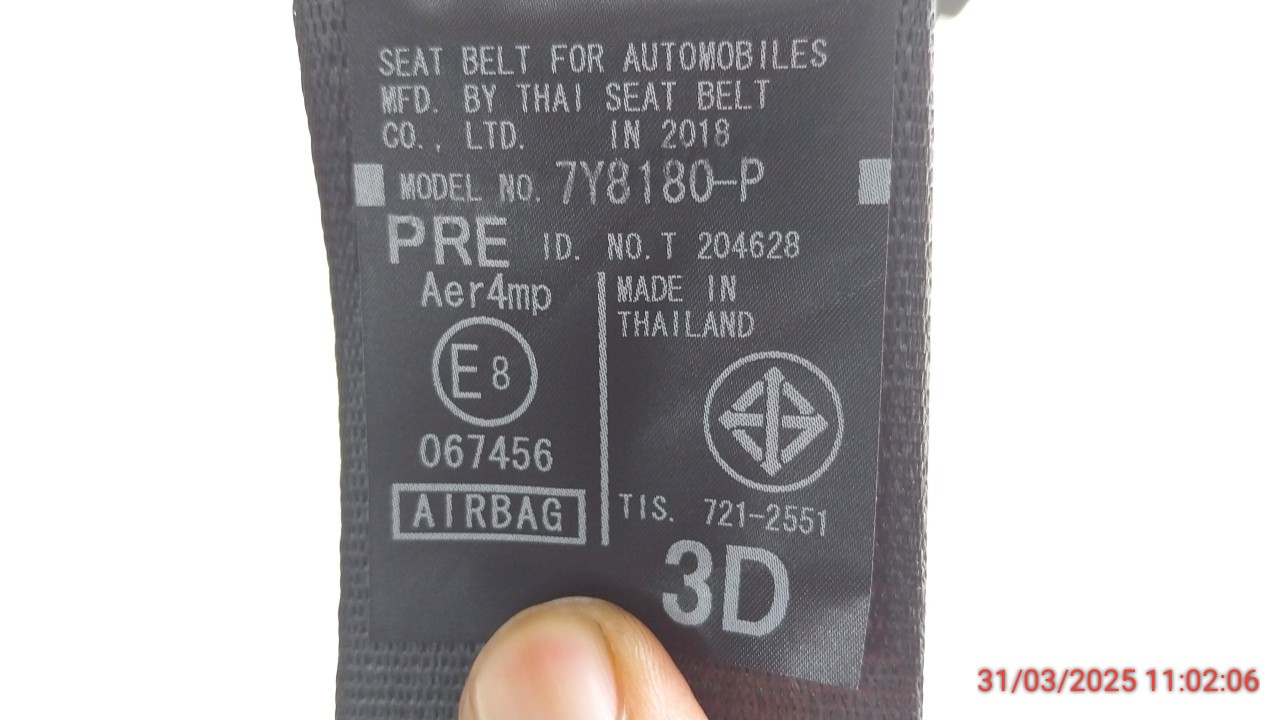 SEAT BELT FOR AUTOMOBILES
MFD. BY THAI SEAT BELT
CO., LTD. IN 2018
MODEL NO. 7Y8180-P
PRE ID. NO.T 204628
Aer4mp
E8
067456
AIRBAG
MADE IN
THAILAND
TIS. 721-2551
3D
31/03/2025 11:02:06